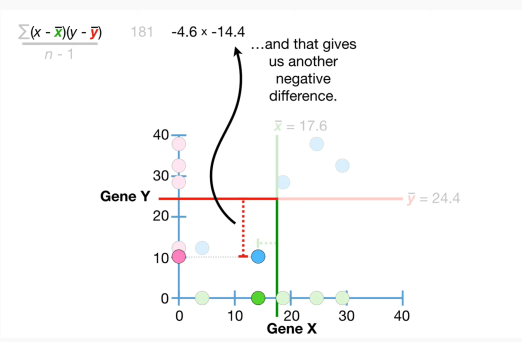 ∑(x - x̅)(y - y̅) 181 -4.6 x -14.4
n - 1
…and that gives
us another
negative
difference.
x̅ = 17.6
40
30
Gene Y
y̅ = 24.4
20
10
0
0 10 20 30 40
Gene X